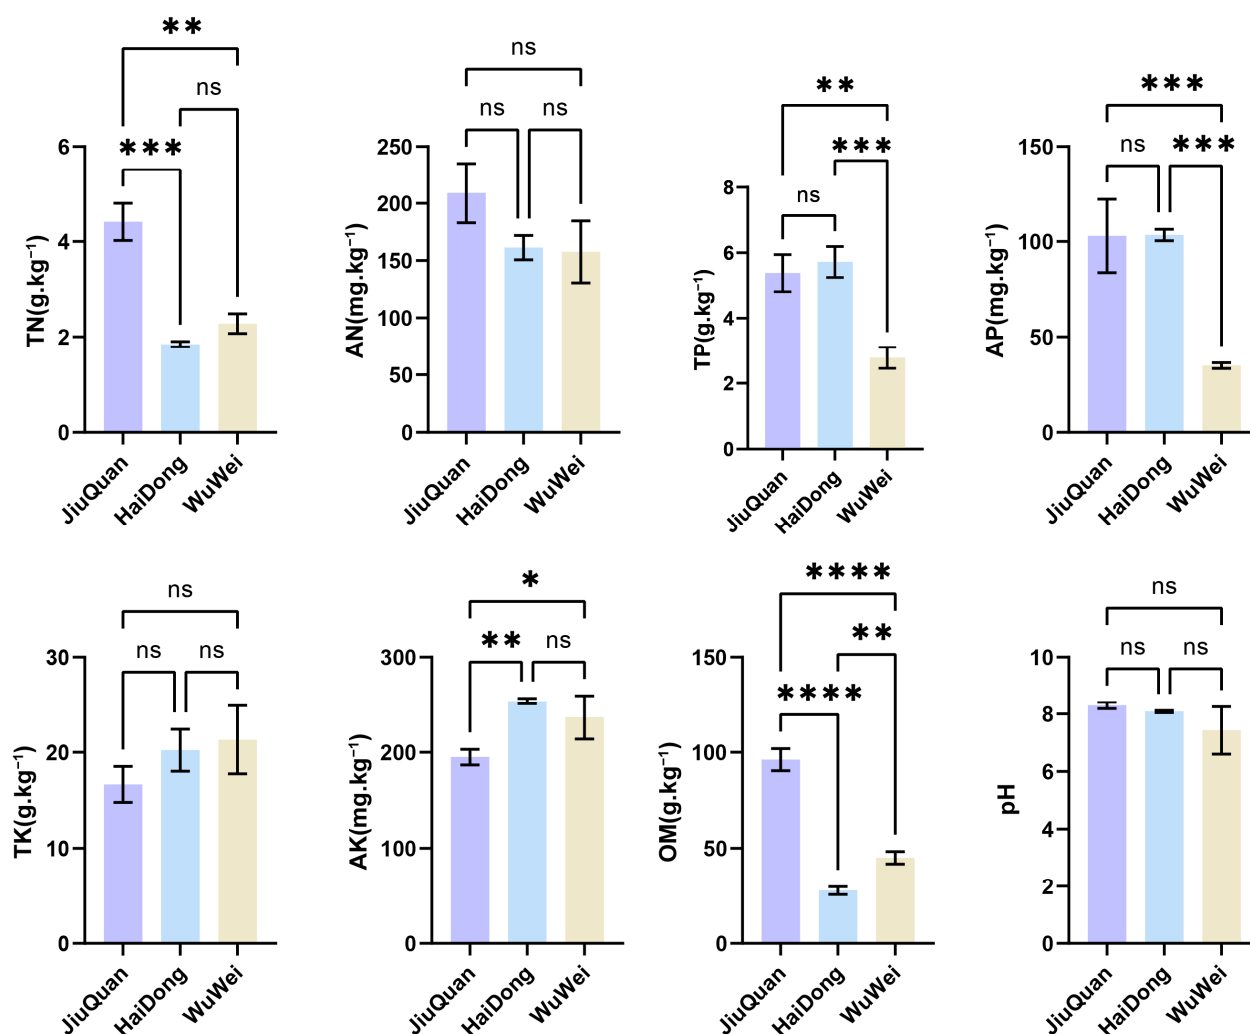 **
ns
***
TN(g.kg⁻¹)
6
4
2
0
JiuQuan
HaiDong
WuWei
ns
ns
ns
AN(mg.kg⁻¹)
250
200
150
100
50
0
JiuQuan
HaiDong
WuWei
**
***
ns
TP(g.kg⁻¹)
8
6
4
2
0
JiuQuan
HaiDong
WuWei
***
ns
***
AP(mg.kg⁻¹)
150
100
50
0
JiuQuan
HaiDong
WuWei
ns
ns
ns
TK(g.kg⁻¹)
30
20
10
0
JiuQuan
HaiDong
WuWei
*
**
ns
AK(mg.kg⁻¹)
300
200
100
0
JiuQuan
HaiDong
WuWei
****
**
****
OM(g.kg⁻¹)
150
100
50
0
JiuQuan
HaiDong
WuWei
ns
ns
ns
pH
10
8
6
4
2
0
JiuQuan
HaiDong
WuWei